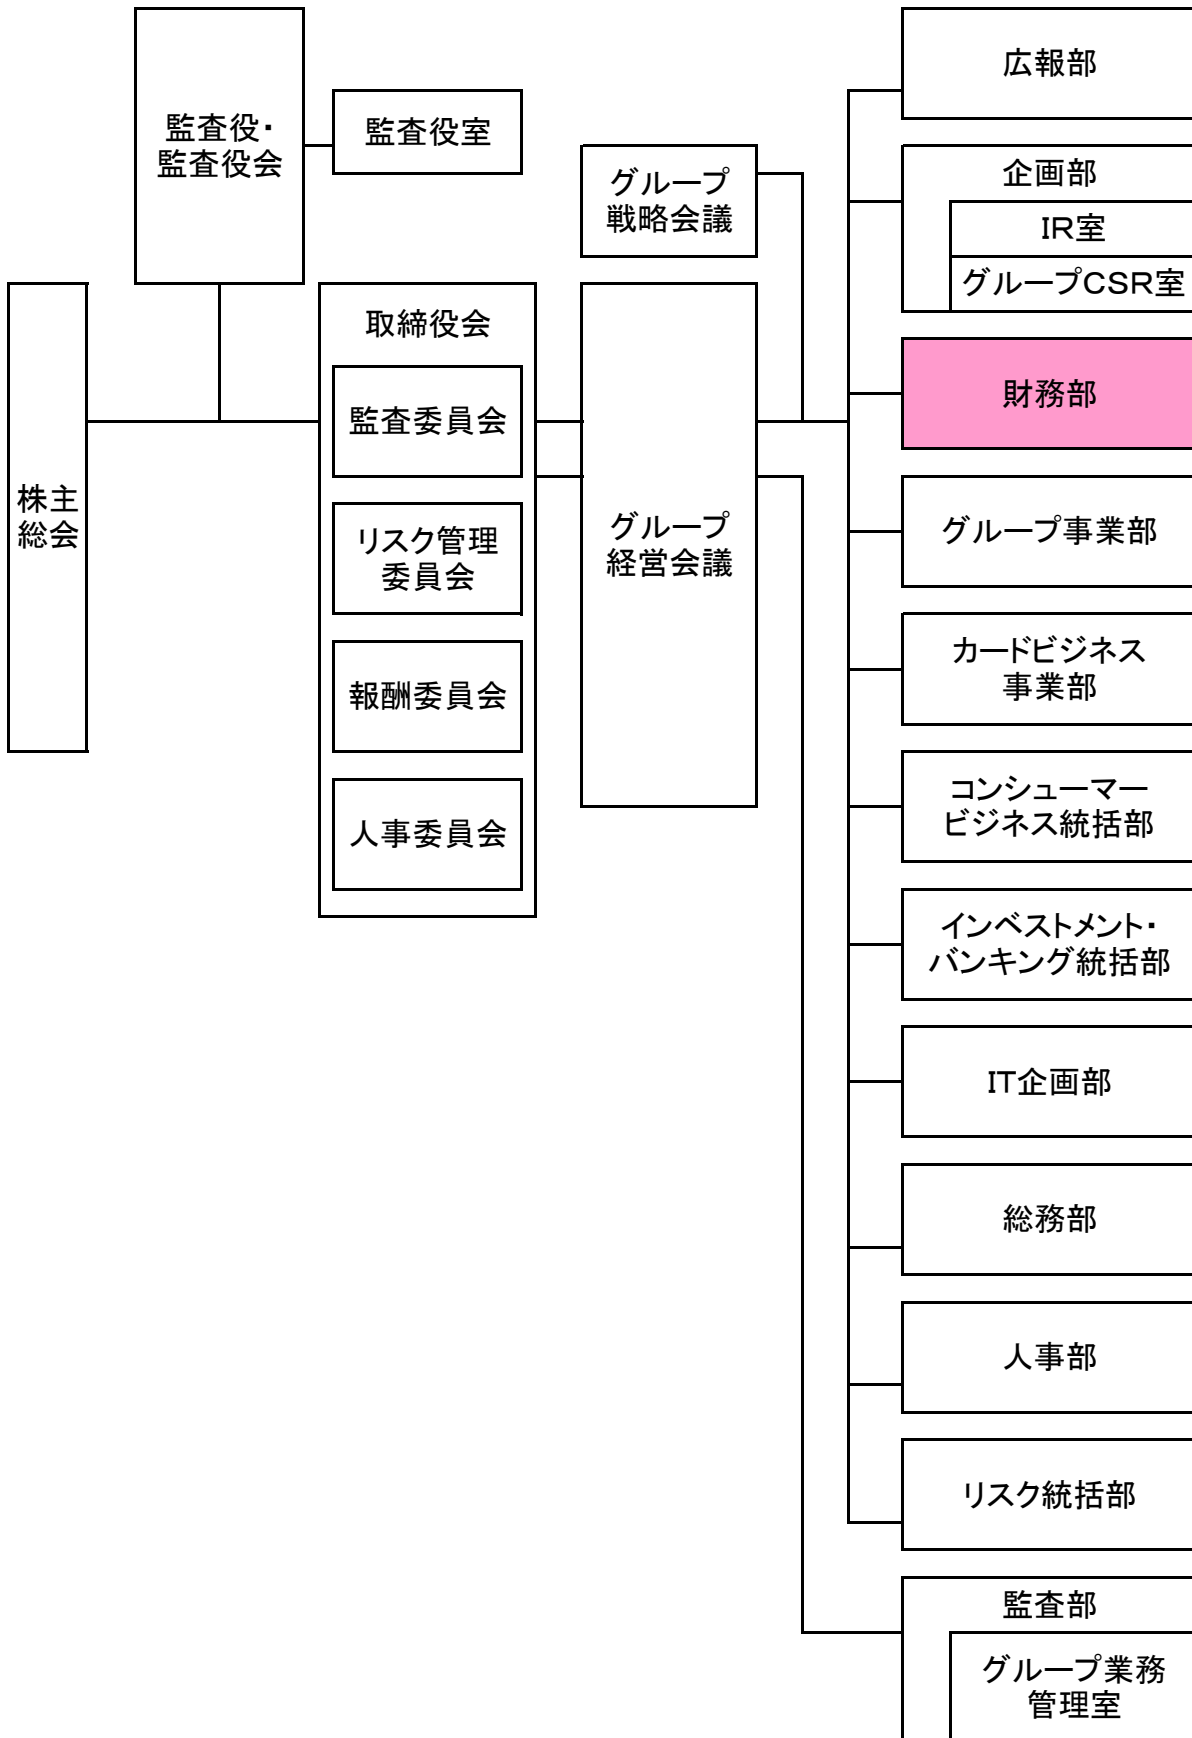 監査役・
監査役会
監査役室
株主
総会
取締役会
監査委員会
リスク管理
委員会
報酬委員会
人事委員会
グループ
戦略会議
グループ
経営会議
広報部
企画部
IR室
グループCSR室
財務部
グループ事業部
カードビジネス
事業部
コンシューマー
ビジネス統括部
インベストメント・
バンキング統括部
IT企画部
総務部
人事部
リスク統括部
監査部
グループ業務
管理室